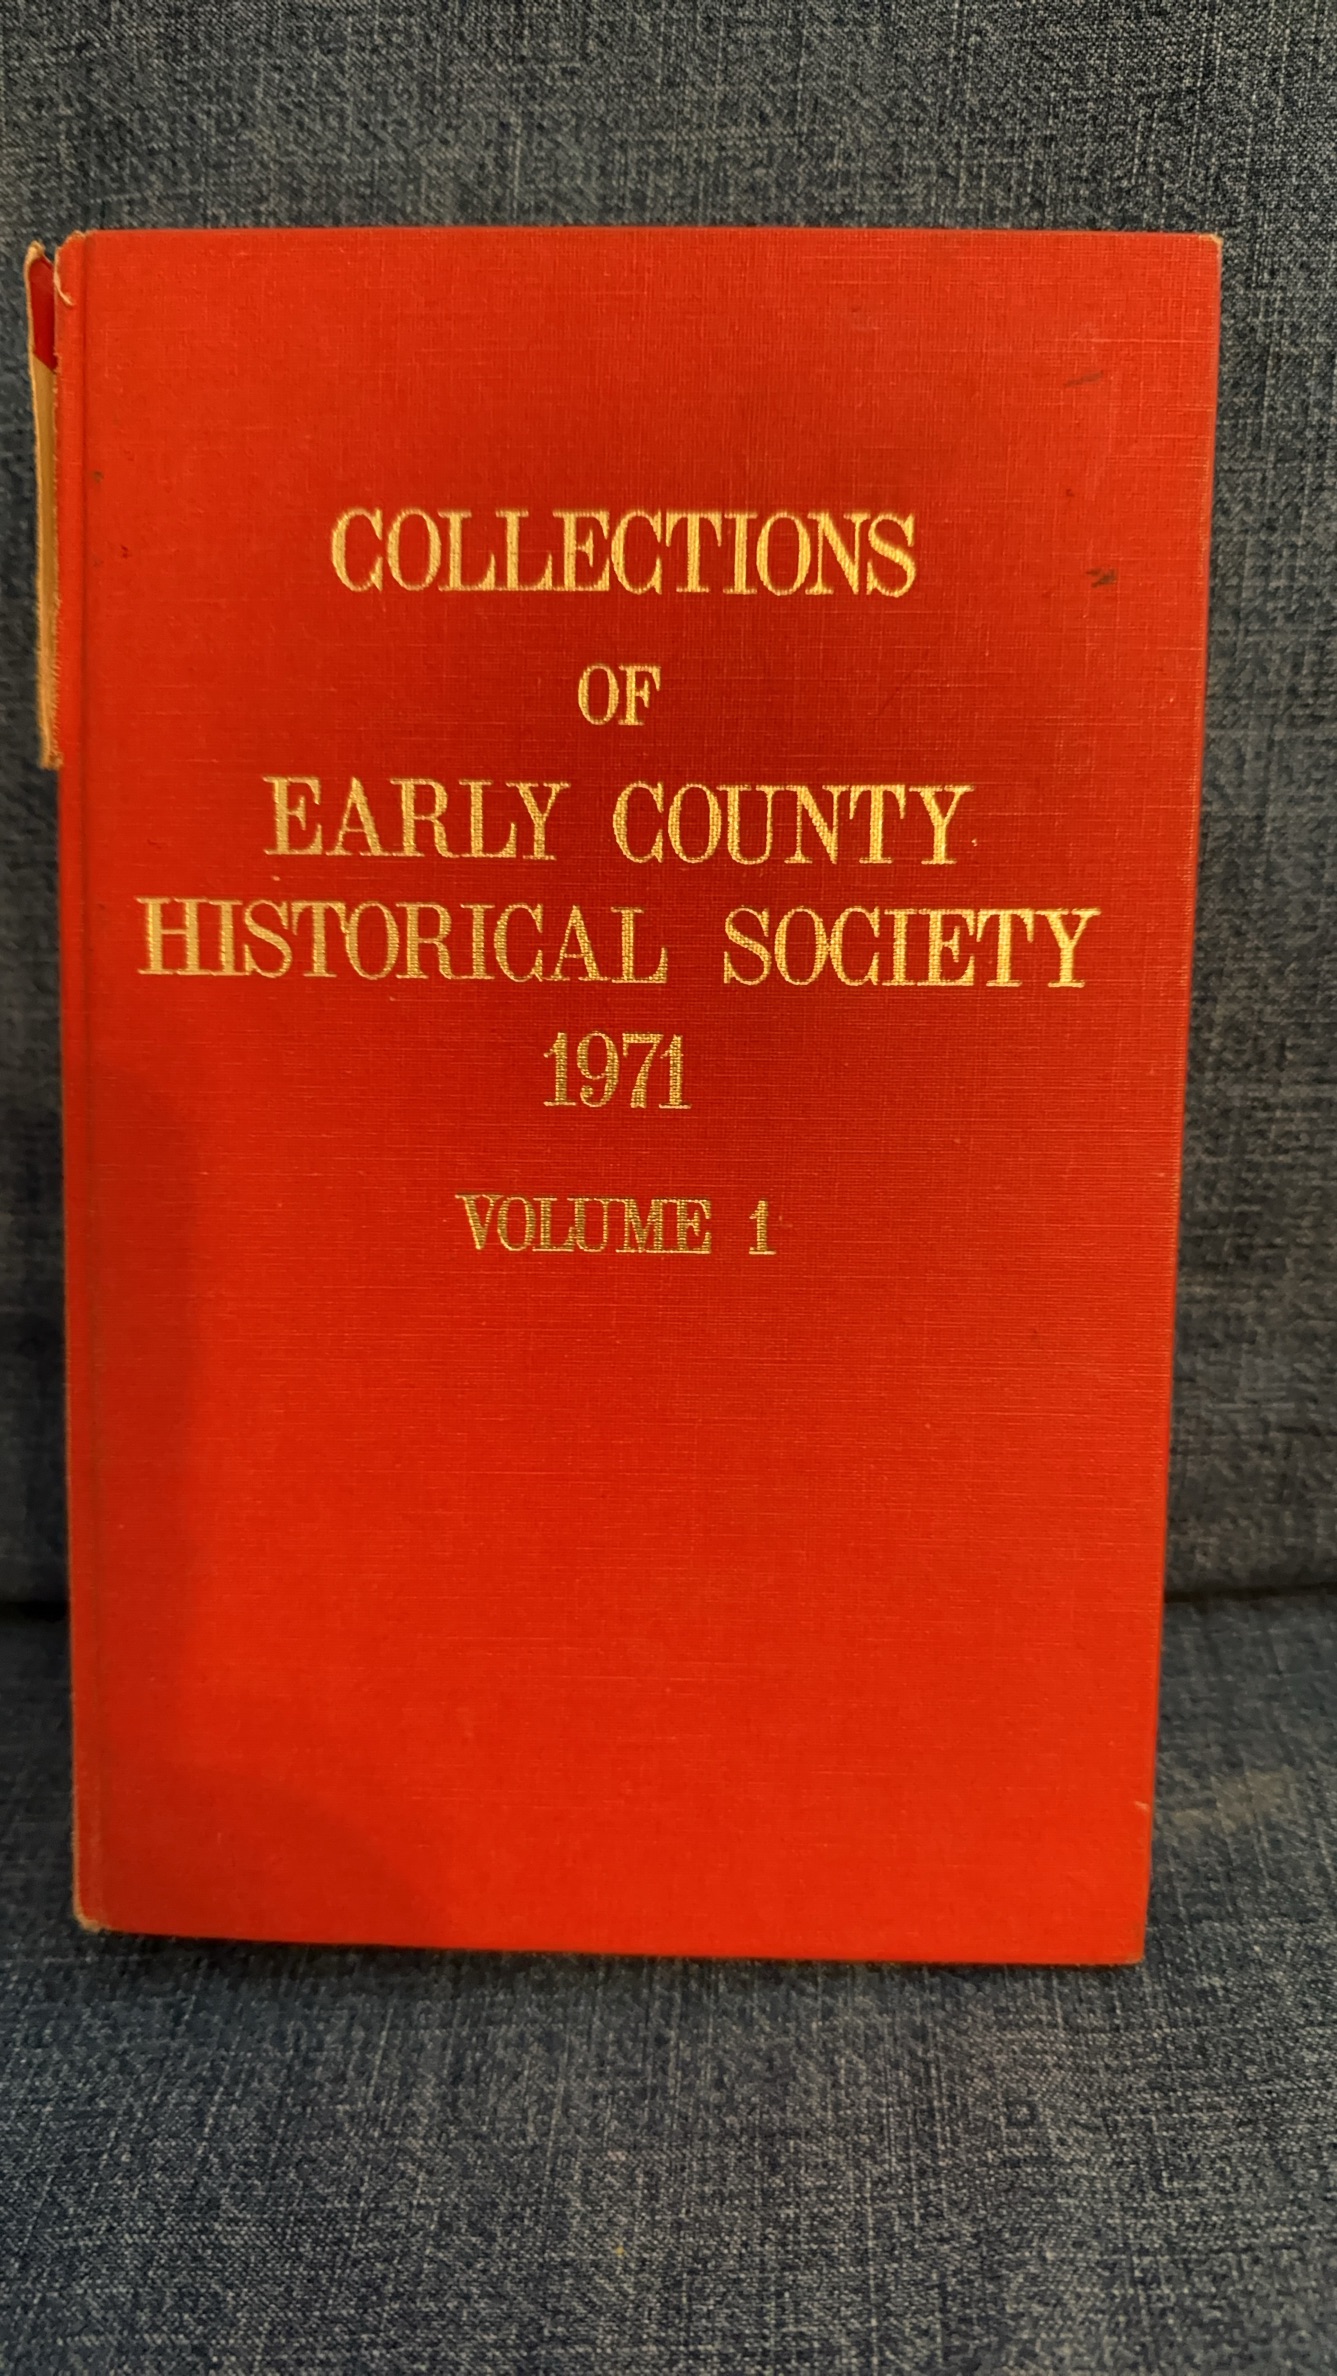 COLLECTIONS
OF
EARLY COUNTY
HISTORICAL SOCIETY
1971
VOLUME 1